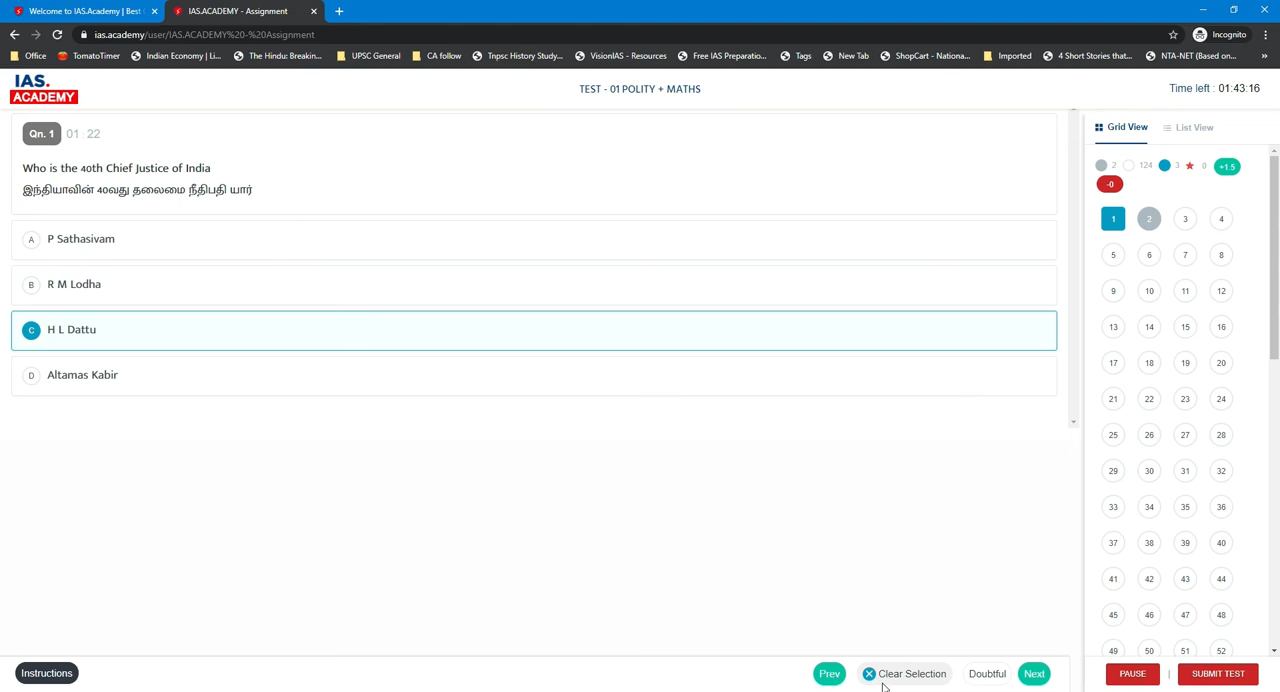 Welcome to IAS.Academy | Best
IAS.ACADEMY - Assignment
ias.academy/user/IAS.ACADEMY%20-%20Assignment
Incognito
Office TomatoTimer Indian Economy | Li... The Hindu Breakin... UPSC General CA follow Tnpsc History Study... VisionIAS - Resources Free IAS Preparatio... Tags New Tab ShopCart - Nationa... Imported 4 Short Stories that... NTA-NET (Based on... »
IAS.
ACADEMY
TEST - 01 POLITY + MATHS
Time left : 01:43:16
Qn. 1 01 : 22
Who is the 40th Chief Justice of India
இந்தியாவின் 40வது தலைமை நீதிபதி யார்
A P Sathasivam
B R M Lodha
C H L Dattu
D Altamas Kabir
Grid View List View
2 124 3 0 +1.5
-0
1 2 3 4
5 6 7 8
9 10 11 12
13 14 15 16
17 18 19 20
21 22 23 24
25 26 27 28
29 30 31 32
33 34 35 36
37 38 39 40
41 42 43 44
45 46 47 48
49 50 51 52
Instructions Prev Clear Selection Doubtful Next PAUSE | SUBMIT TEST